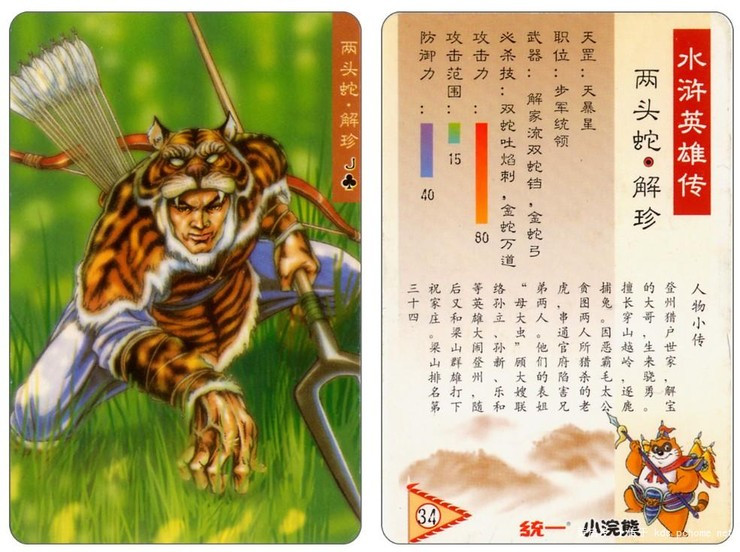 两头蛇·解珍
J♣
水浒英雄传
两头蛇·解珍
天罡：天暴星
职位：步军统领
武器：解家流双蛇铛，金蛇弓
必杀技：双蛇吐焰刺，金蛇万道
攻击力：
80
攻击范围：
15
防御力：
40
人物小传
登州猎户世家，解宝
的大哥，生来骁勇。
擅长穿山越岭，逐鹿
捕兔。因恶霸毛太公
贪图两人所猎杀的老
虎，串通官府陷害兄
弟两人。他们的表姐
“母大虫”顾大嫂联
络孙立、孙新、乐和
等英雄大闹登州，随
后又和梁山群雄打下
祝家庄。梁山排名第
三十四
34
统一®
小浣熊